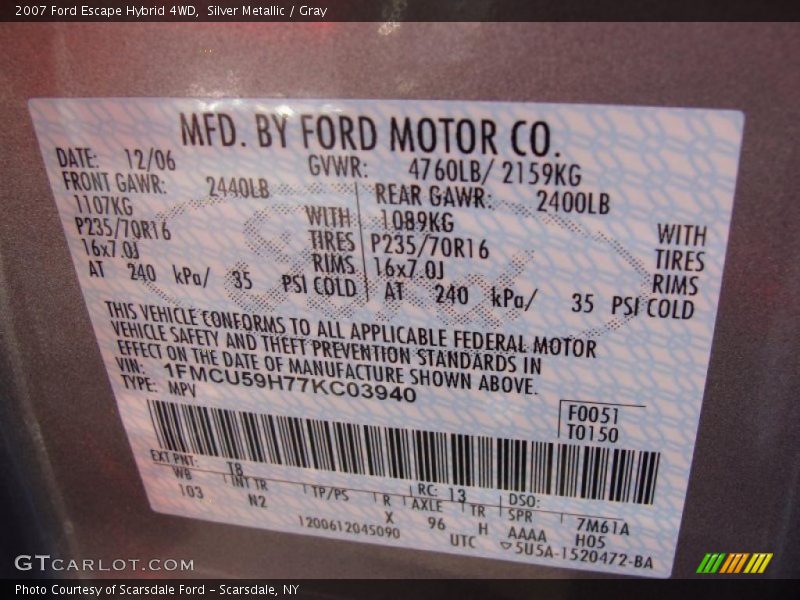 2007 Ford Escape Hybrid 4WD,  Silver Metallic / Gray
MFD. BY FORD MOTOR CO.
DATE: 12/06 GVWR: 4760LB/ 2159KG
FRONT GAWR: 2440LB REAR GAWR: 2400LB
1107KG WITH 1089KG WITH
P235/70R16 TIRES P235/70R16 TIRES
16x7.0J RIMS 16x7.0J RIMS
AT 240 kPa/ 35 PSI COLD AT 240 kPa/ 35 PSI COLD
THIS VEHICLE CONFORMS TO ALL APPLICABLE FEDERAL MOTOR
VEHICLE SAFETY AND THEFT PREVENTION STANDARDS IN
EFFECT ON THE DATE OF MANUFACTURE SHOWN ABOVE.
VIN: 1FMCU59H77KC03940
TYPE: MPV
F0051
T0150
EXT PNT: T8 RC: 13 DSO:
WB INT TR TP/PS R AXLE TR SPR 7M61A
103 N2 X 96 H AAAA H05
1200612045090 UTC ▽5U5A-1520472-BA
GTCARLOT.COM
Photo Courtesy of Scarsdale Ford - Scarsdale, NY